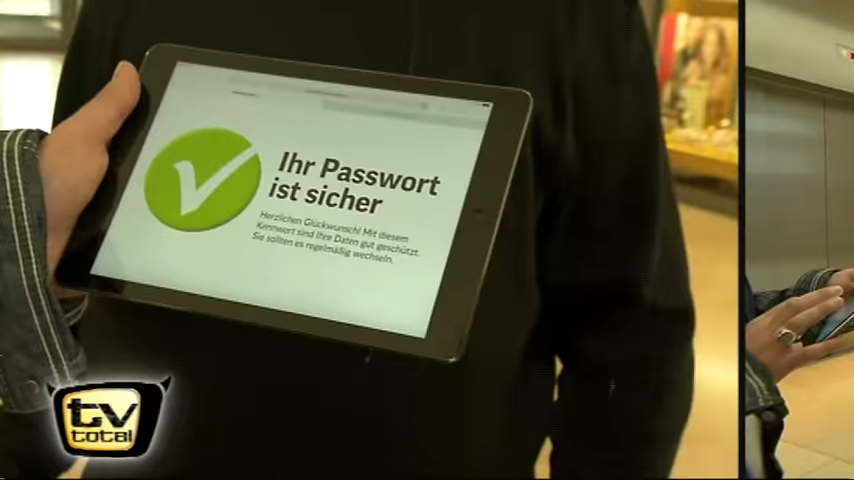 Ihr Passwort
ist sicher
Herzlichen Glückwunsch! Mit diesem
Kennwort sind Ihre Daten gut geschützt.
Sie sollten es regelmäßig wechseln.
tv
total